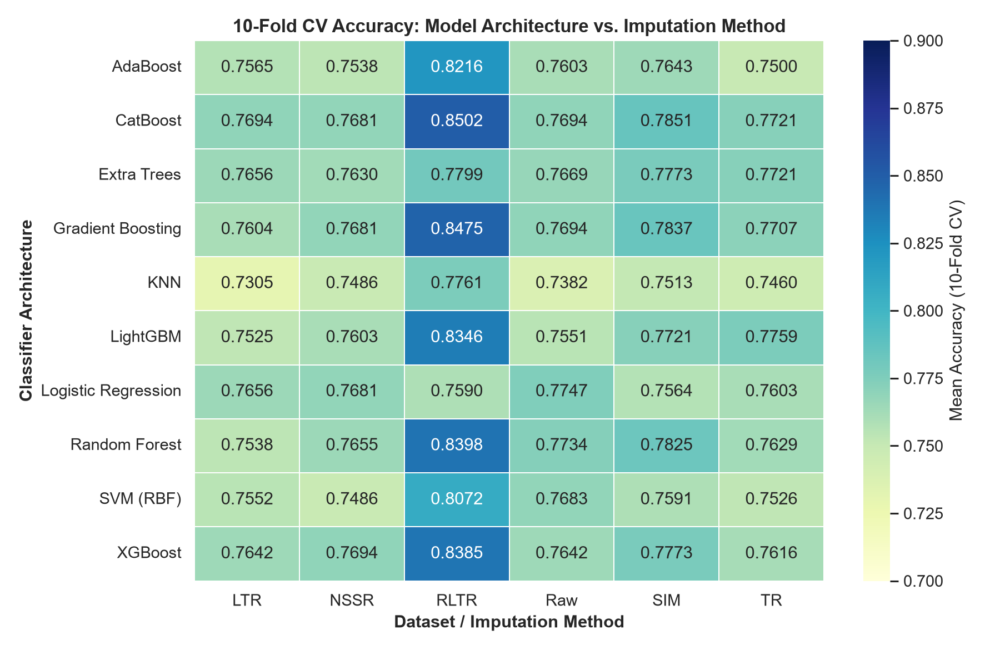 10-Fold CV Accuracy: Model Architecture vs. Imputation Method
AdaBoost 0.7565 0.7538 0.8216 0.7603 0.7643 0.7500
CatBoost 0.7694 0.7681 0.8502 0.7694 0.7851 0.7721
Extra Trees 0.7656 0.7630 0.7799 0.7669 0.7773 0.7721
Gradient Boosting 0.7604 0.7681 0.8475 0.7694 0.7837 0.7707
KNN 0.7305 0.7486 0.7761 0.7382 0.7513 0.7460
LightGBM 0.7525 0.7603 0.8346 0.7551 0.7721 0.7759
Logistic Regression 0.7656 0.7681 0.7590 0.7747 0.7564 0.7603
Random Forest 0.7538 0.7655 0.8398 0.7734 0.7825 0.7629
SVM (RBF) 0.7552 0.7486 0.8072 0.7683 0.7591 0.7526
XGBoost 0.7642 0.7694 0.8385 0.7642 0.7773 0.7616
LTR NSSR RLTR Raw SIM TR
Dataset / Imputation Method
Classifier Architecture
0.900
0.875
0.850
0.825
0.800
0.775
0.750
0.725
0.700
Mean Accuracy (10-Fold CV)